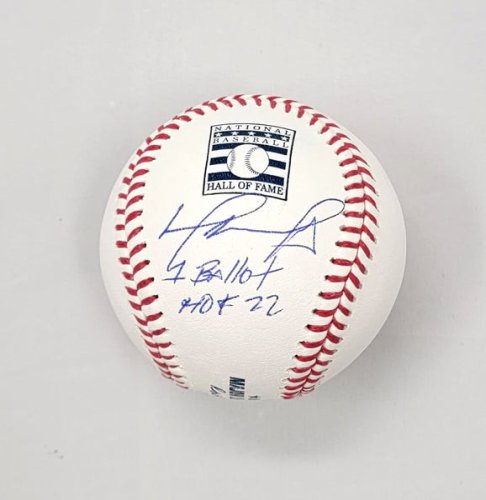 NATIONAL
BASEBALL
HALL OF FAME
1 Ballot
HOF 22